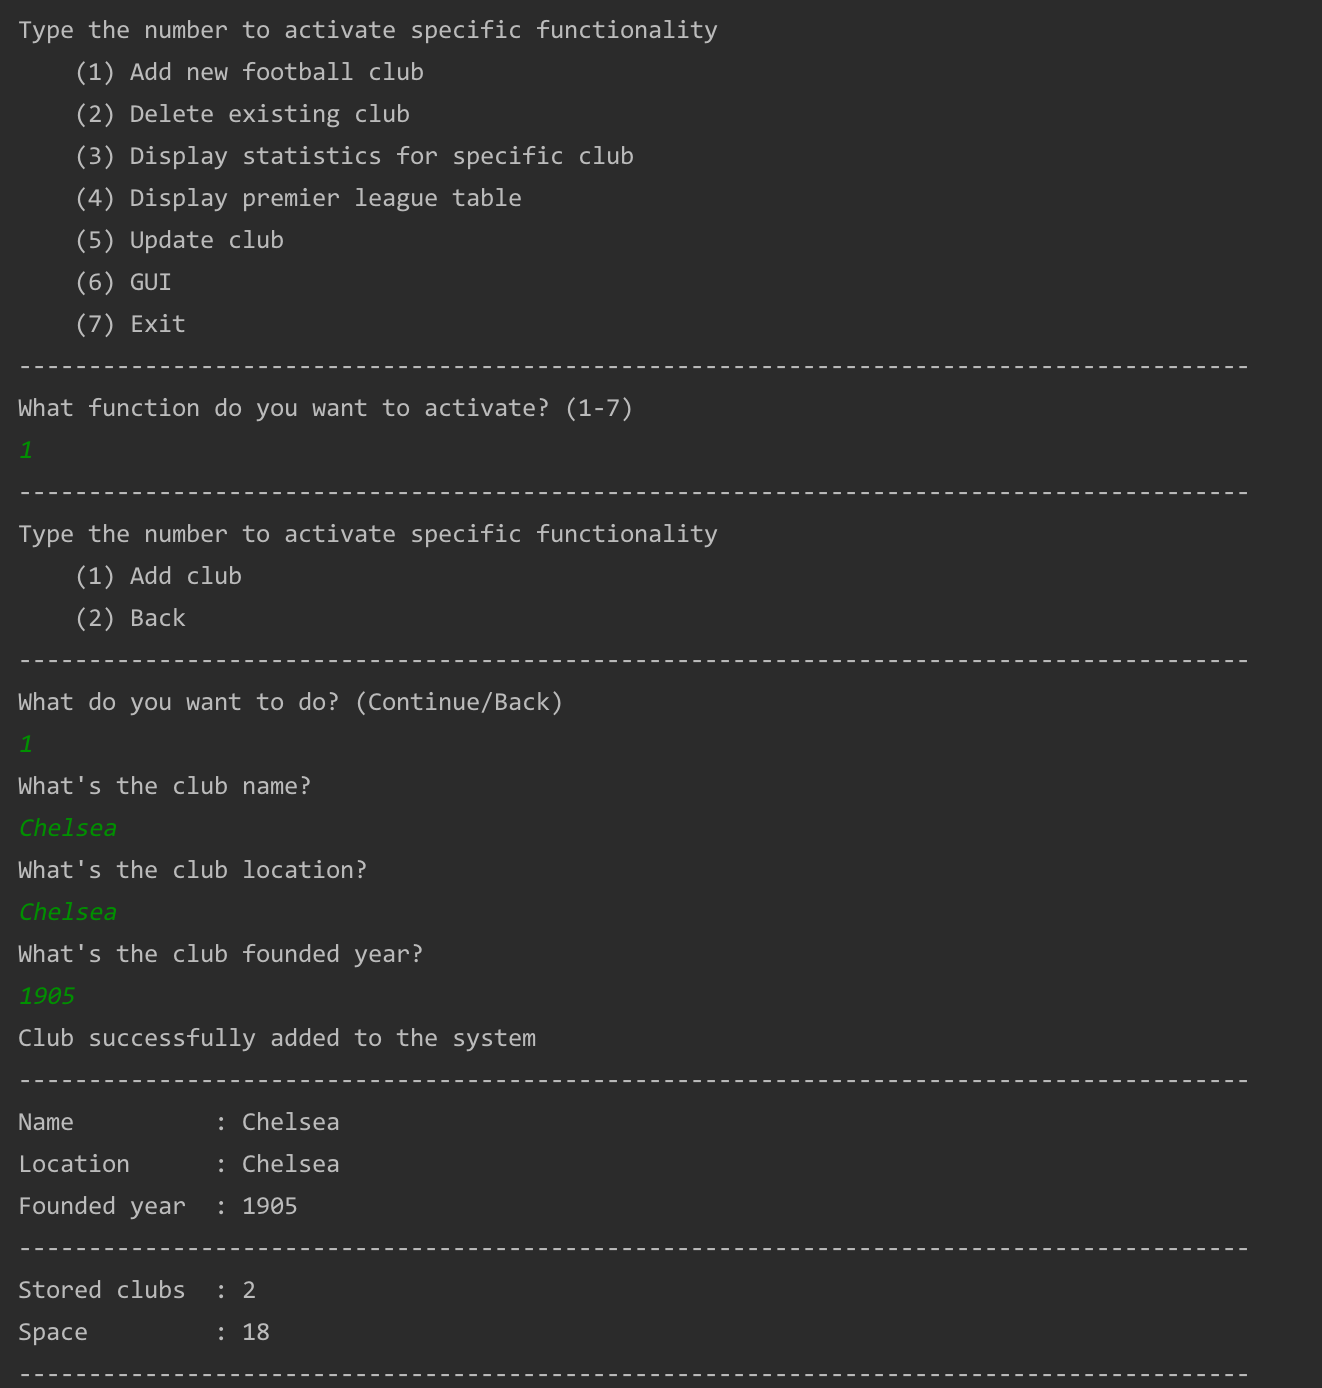 Type the number to activate specific functionality
    (1) Add new football club
    (2) Delete existing club
    (3) Display statistics for specific club
    (4) Display premier league table
    (5) Update club
    (6) GUI
    (7) Exit
----------------------------------------------------------------------------------------
What function do you want to activate? (1-7)
1
----------------------------------------------------------------------------------------
Type the number to activate specific functionality
    (1) Add club
    (2) Back
----------------------------------------------------------------------------------------
What do you want to do? (Continue/Back)
1
What's the club name?
Chelsea
What's the club location?
Chelsea
What's the club founded year?
1905
Club successfully added to the system
----------------------------------------------------------------------------------------
Name          : Chelsea
Location      : Chelsea
Founded year  : 1905
----------------------------------------------------------------------------------------
Stored clubs  : 2
Space         : 18
----------------------------------------------------------------------------------------